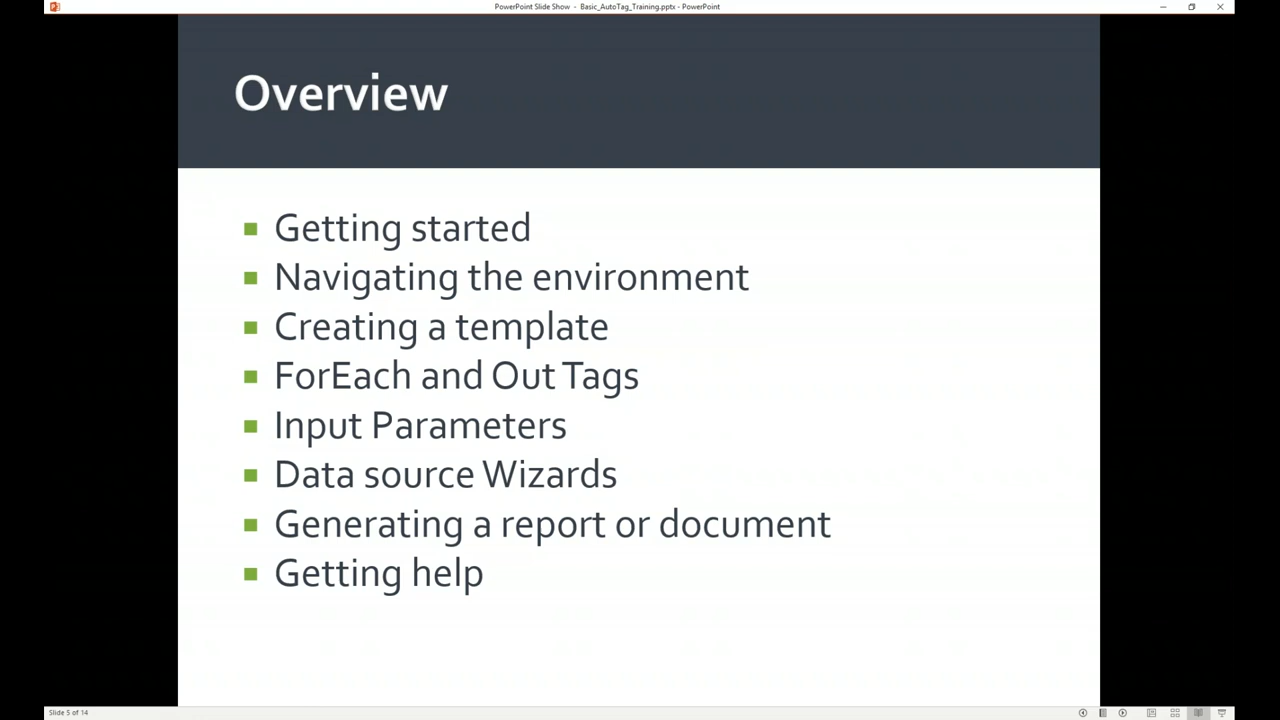 PowerPoint Slide Show - Basic_AutoTag_Training.pptx - PowerPoint
Overview
Getting started
Navigating the environment
Creating a template
ForEach and Out Tags
Input Parameters
Data source Wizards
Generating a report or document
Getting help
Slide 5 of 14